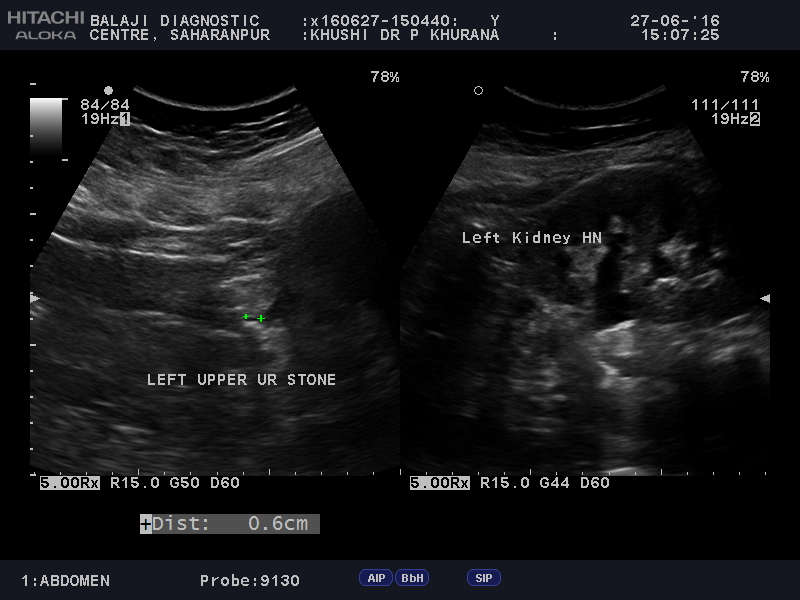 HITACHI
ALOKA
BALAJI DIAGNOSTIC :x160627-150440: Y 27-06-'16
CENTRE, SAHARANPUR :KHUSHI DR P KHURANA : 15:07:25
78%
84/84
19Hz1
78%
111/111
19Hz2
Left Kidney HN
LEFT UPPER UR STONE
5.00Rx R15.0 G50 D60
5.00Rx R15.0 G44 D60
+Dist: 0.6cm
1:ABDOMEN Probe:9130 AIP BbH SIP